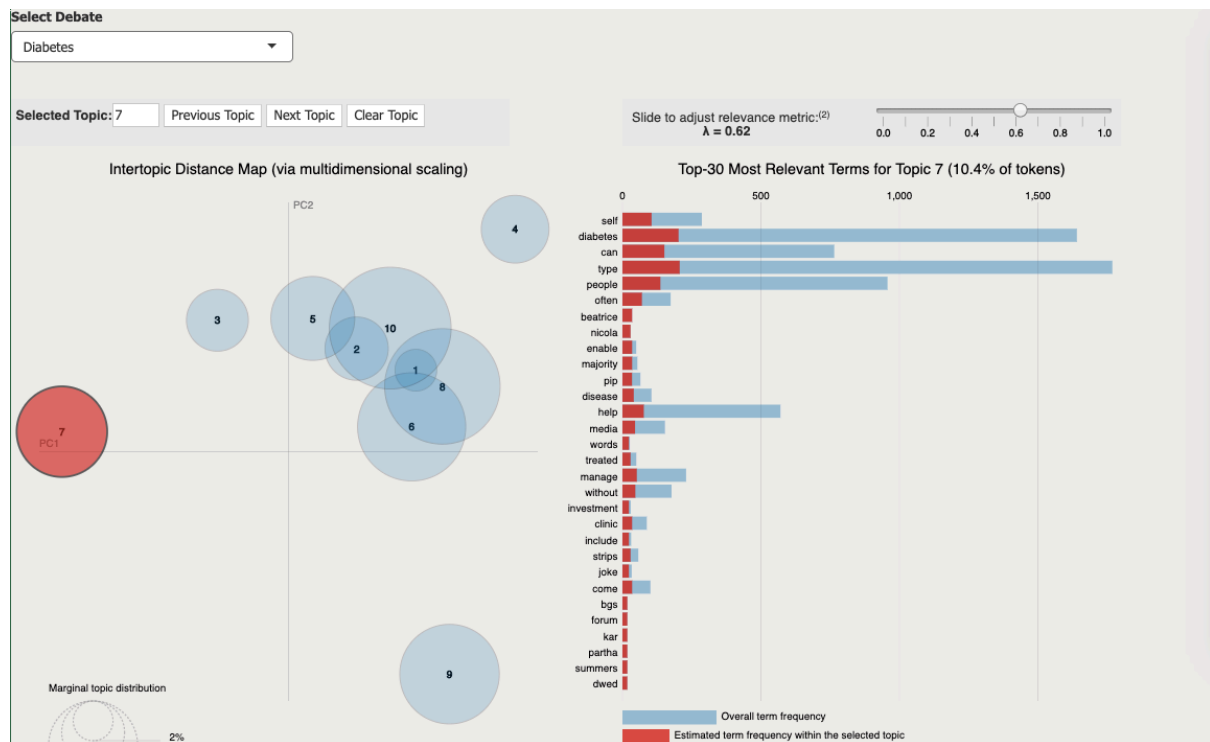 Select Debate
Diabetes
Selected Topic: 7 Previous Topic Next Topic Clear Topic
Slide to adjust relevance metric:(2)
λ = 0.62
0.0 0.2 0.4 0.6 0.8 1.0
Intertopic Distance Map (via multidimensional scaling)
PC2
4
3
5
10
2
1
8
6
7
PC1
9
Marginal topic distribution
2%
Top-30 Most Relevant Terms for Topic 7 (10.4% of tokens)
0 500 1,000 1,500
self
diabetes
can
type
people
often
beatrice
nicola
enable
majority
pip
disease
help
media
words
treated
manage
without
investment
clinic
include
strips
joke
come
bgs
forum
kar
partha
summers
dwed
Overall term frequency
Estimated term frequency within the selected topic